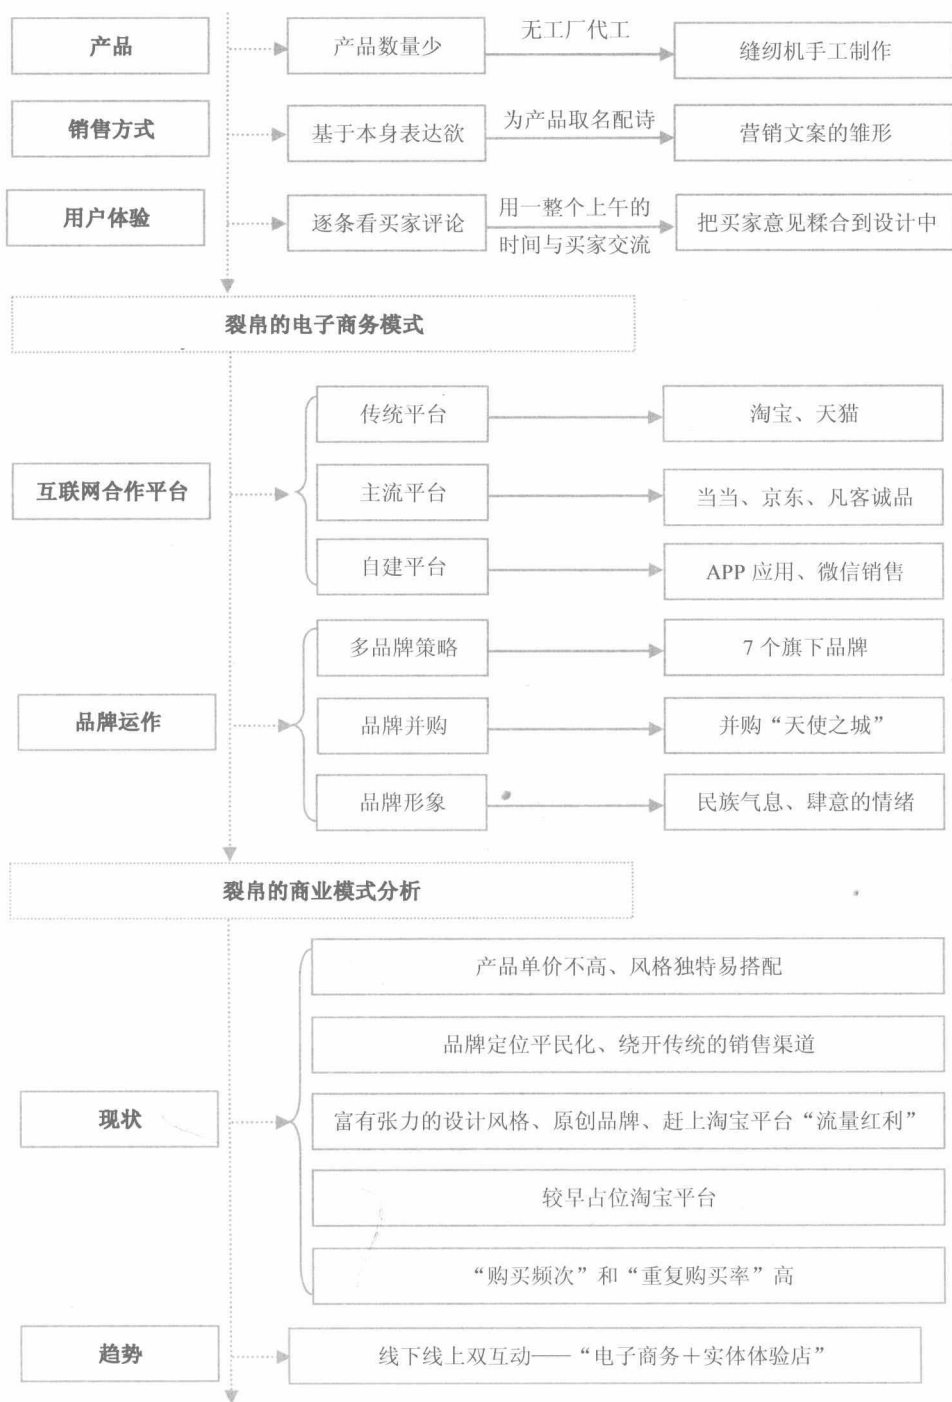 产品
产品数量少
无工厂代工
缝纫机手工制作
销售方式
基于本身表达欲
为产品取名配诗
营销文案的雏形
用户体验
逐条看买家评论
用一整个上午的
时间与买家交流
把买家意见糅合到设计中
裂帛的电子商务模式
互联网合作平台
传统平台
淘宝、天猫
主流平台
当当、京东、凡客诚品
自建平台
APP 应用、微信销售
品牌运作
多品牌策略
7 个旗下品牌
品牌并购
并购“天使之城”
品牌形象
民族气息、肆意的情绪
裂帛的商业模式分析
现状
产品单价不高、风格独特易搭配
品牌定位平民化、绕开传统的销售渠道
富有张力的设计风格、原创品牌、赶上淘宝平台“流量红利”
较早占位淘宝平台
“购买频次”和“重复购买率”高
趋势
线下线上双互动——“电子商务＋实体体验店”